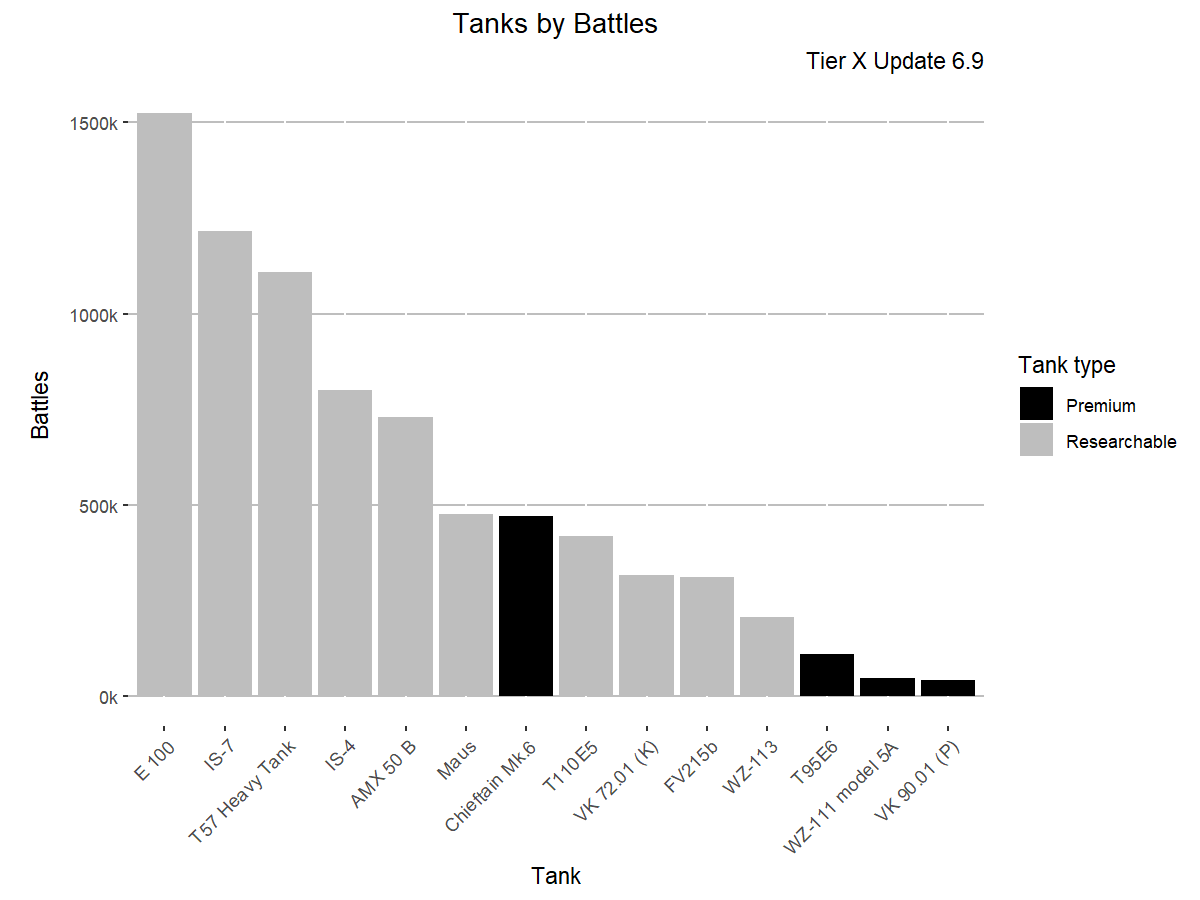 Tanks by Battles
Tier X Update 6.9
1500k
1000k
500k
0k
Battles
E 100
IS-7
T57 Heavy Tank
IS-4
AMX 50 B
Maus
Chieftain Mk.6
T110E5
VK 72.01 (K)
FV215b
WZ-113
T95E6
WZ-111 model 5A
VK 90.01 (P)
Tank
Tank type
Premium
Researchable